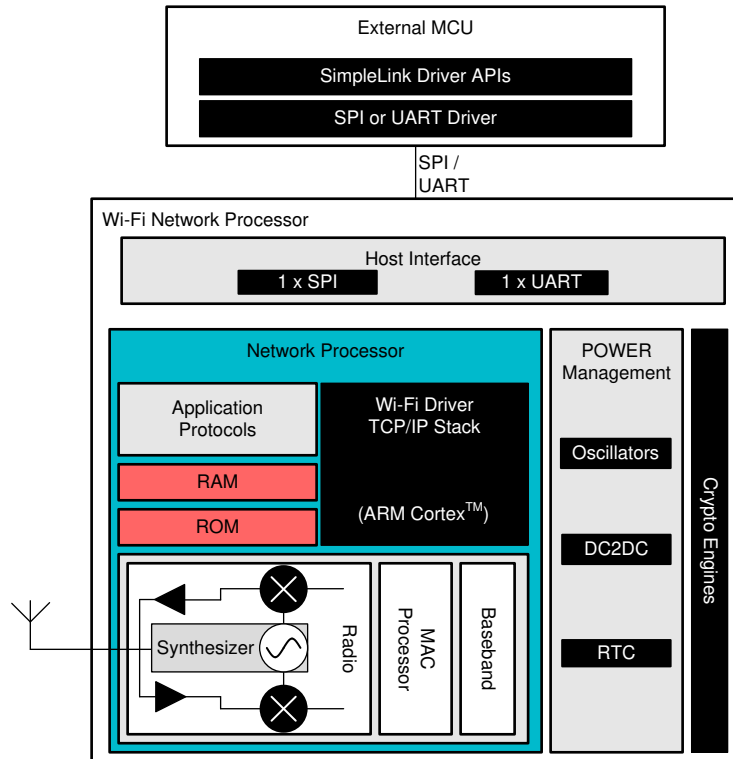 External MCU
SimpleLink Driver APIs
SPI or UART Driver
SPI /
UART
Wi-Fi Network Processor
Host Interface
1 x SPI
1 x UART
Network Processor
Application
Protocols
Wi-Fi Driver
TCP/IP Stack
RAM
ROM
(ARM Cortex™)
Synthesizer
Radio
MAC
Processor
Baseband
POWER
Management
Oscillators
DC2DC
RTC
Crypto Engines